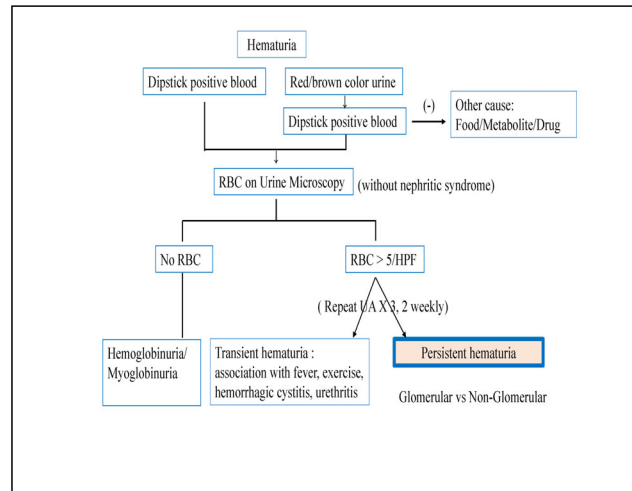 Hematuria
Dipstick positive blood
Red/brown color urine
Dipstick positive blood
(-)
Other cause:
Food/Metabolite/Drug
RBC on Urine Microscopy
(without nephritic syndrome)
No RBC
RBC > 5/HPF
( Repeat UA X 3, 2 weekly)
Hemoglobinuria/
Myoglobinuria
Transient hematuria :
association with fever, exercise,
hemorrhagic cystitis, urethritis
Persistent hematuria
Glomerular vs Non-Glomerular